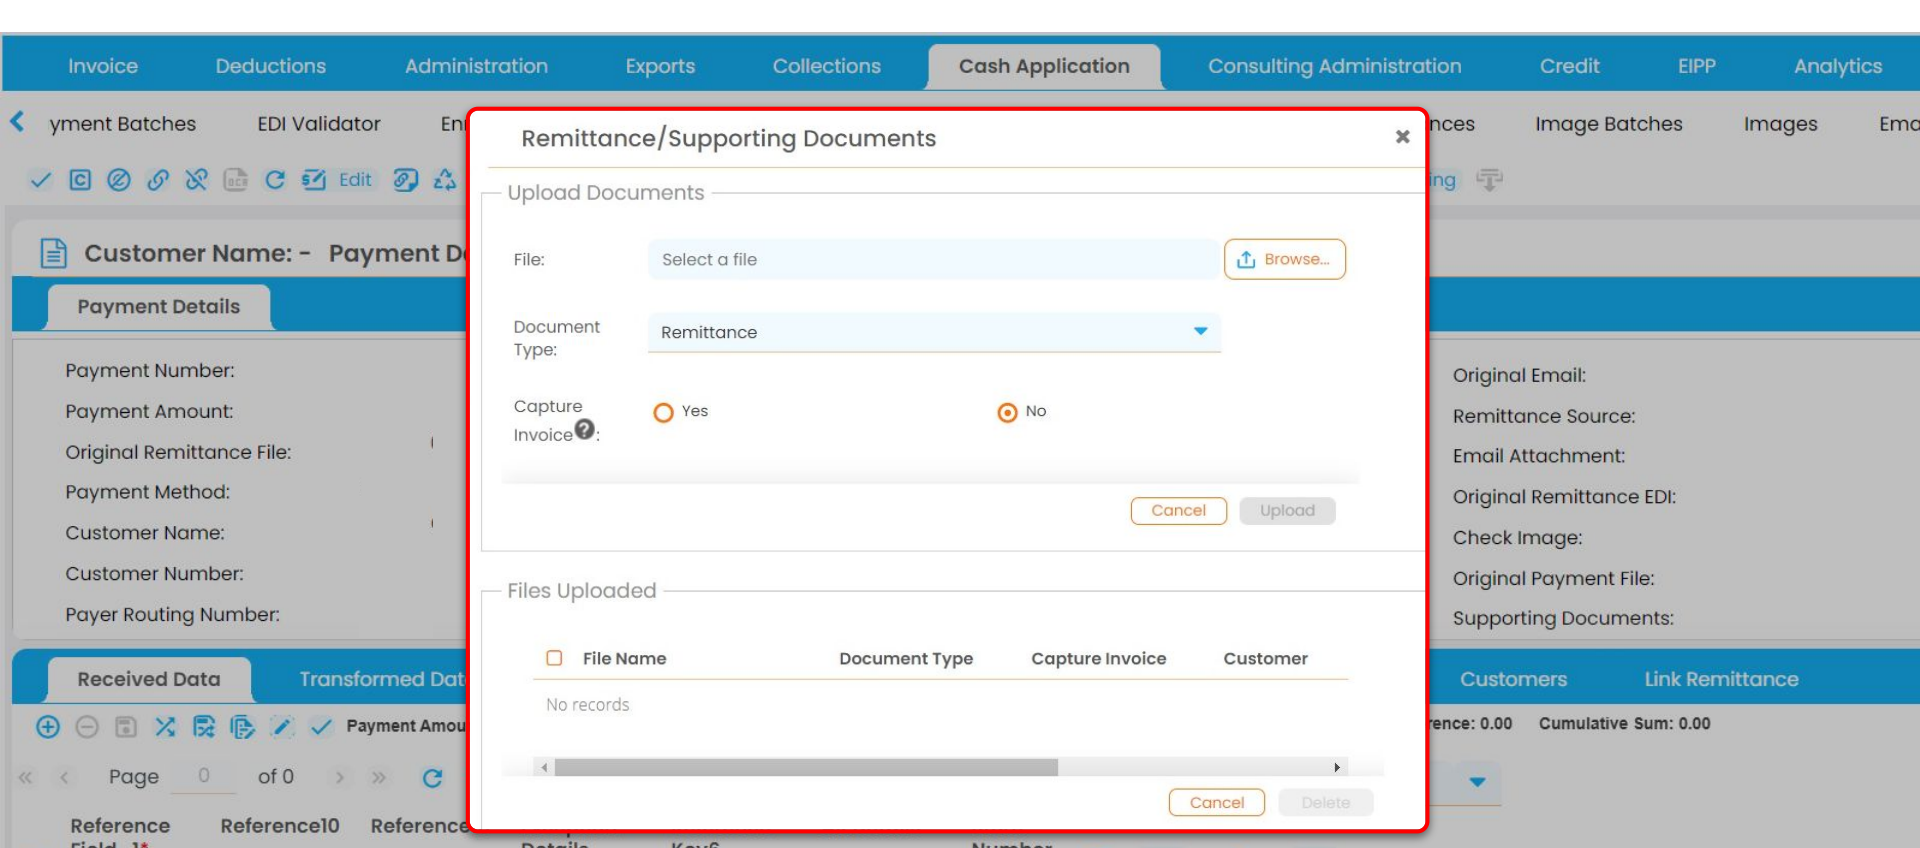 Invoice Deductions Administration Exports Collections Cash Application Consulting Administration Credit EIPP Analytics
yment Batches EDI Validator nces Image Batches Images Ema
Edit ing
Customer Name: - Payment D
Payment Details
Payment Number:
Payment Amount:
Original Remittance File:
Payment Method:
Customer Name:
Customer Number:
Payer Routing Number:
Remittance/Supporting Documents
Upload Documents
File: Select a file Browse...
Document Type: Remittance
Capture Invoice?: Yes No
Cancel Upload
Files Uploaded
File Name Document Type Capture Invoice Customer
No records
Cancel Delete
Original Email:
Remittance Source:
Email Attachment:
Original Remittance EDI:
Check Image:
Original Payment File:
Supporting Documents:
Received Data Transformed Dat Customers Link Remittance
Payment Amou rence: 0.00 Cumulative Sum: 0.00
Page 0 of 0
Reference Reference10 Reference
Field 1*